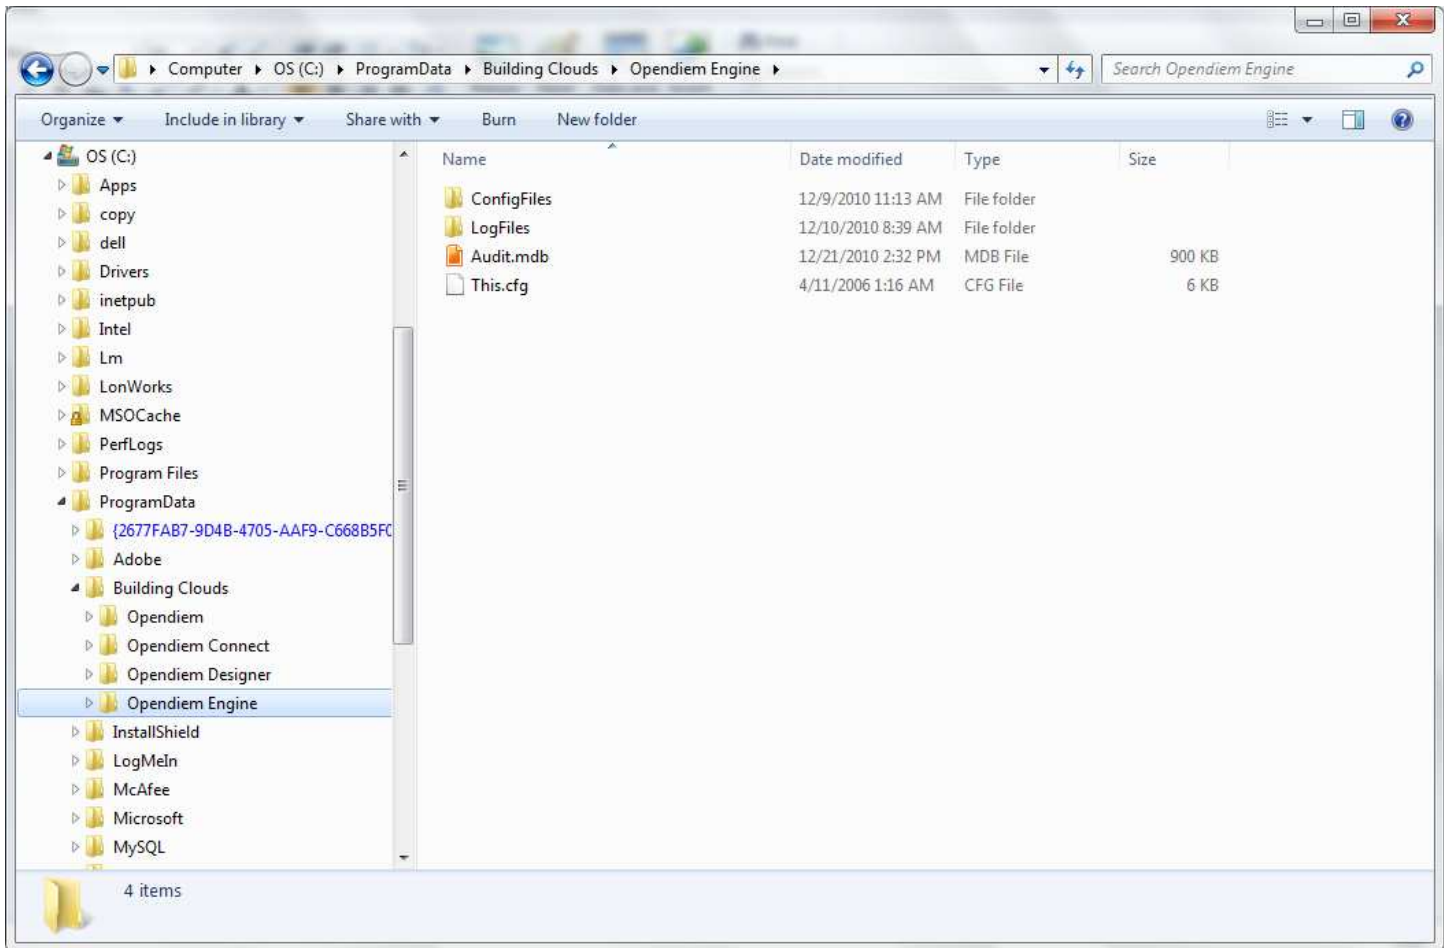 Computer OS (C:) ProgramData Building Clouds Opendiem Engine Search Opendiem Engine
Organize Include in library Share with Burn New folder
OS (C:)
Apps
copy
dell
Drivers
inetpub
Intel
Lm
LonWorks
MSOCache
PerfLogs
Program Files
ProgramData
{2677FAB7-9D4B-4705-AAF9-C668B5F0
Adobe
Building Clouds
Opendiem
Opendiem Connect
Opendiem Designer
Opendiem Engine
InstallShield
LogMeIn
McAfee
Microsoft
MySQL
Name Date modified Type Size
ConfigFiles 12/9/2010 11:13 AM File folder
LogFiles 12/10/2010 8:39 AM File folder
Audit.mdb 12/21/2010 2:32 PM MDB File 900 KB
This.cfg 4/11/2006 1:16 AM CFG File 6 KB
4 items